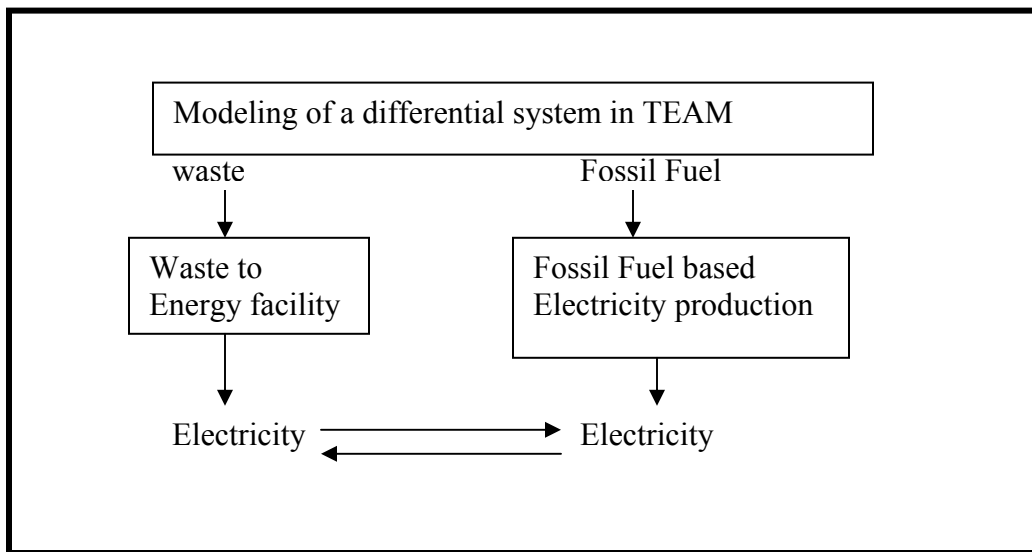 Modeling of a differential system in TEAM
waste
Fossil Fuel
Waste to
Energy facility
Fossil Fuel based
Electricity production
Electricity
Electricity